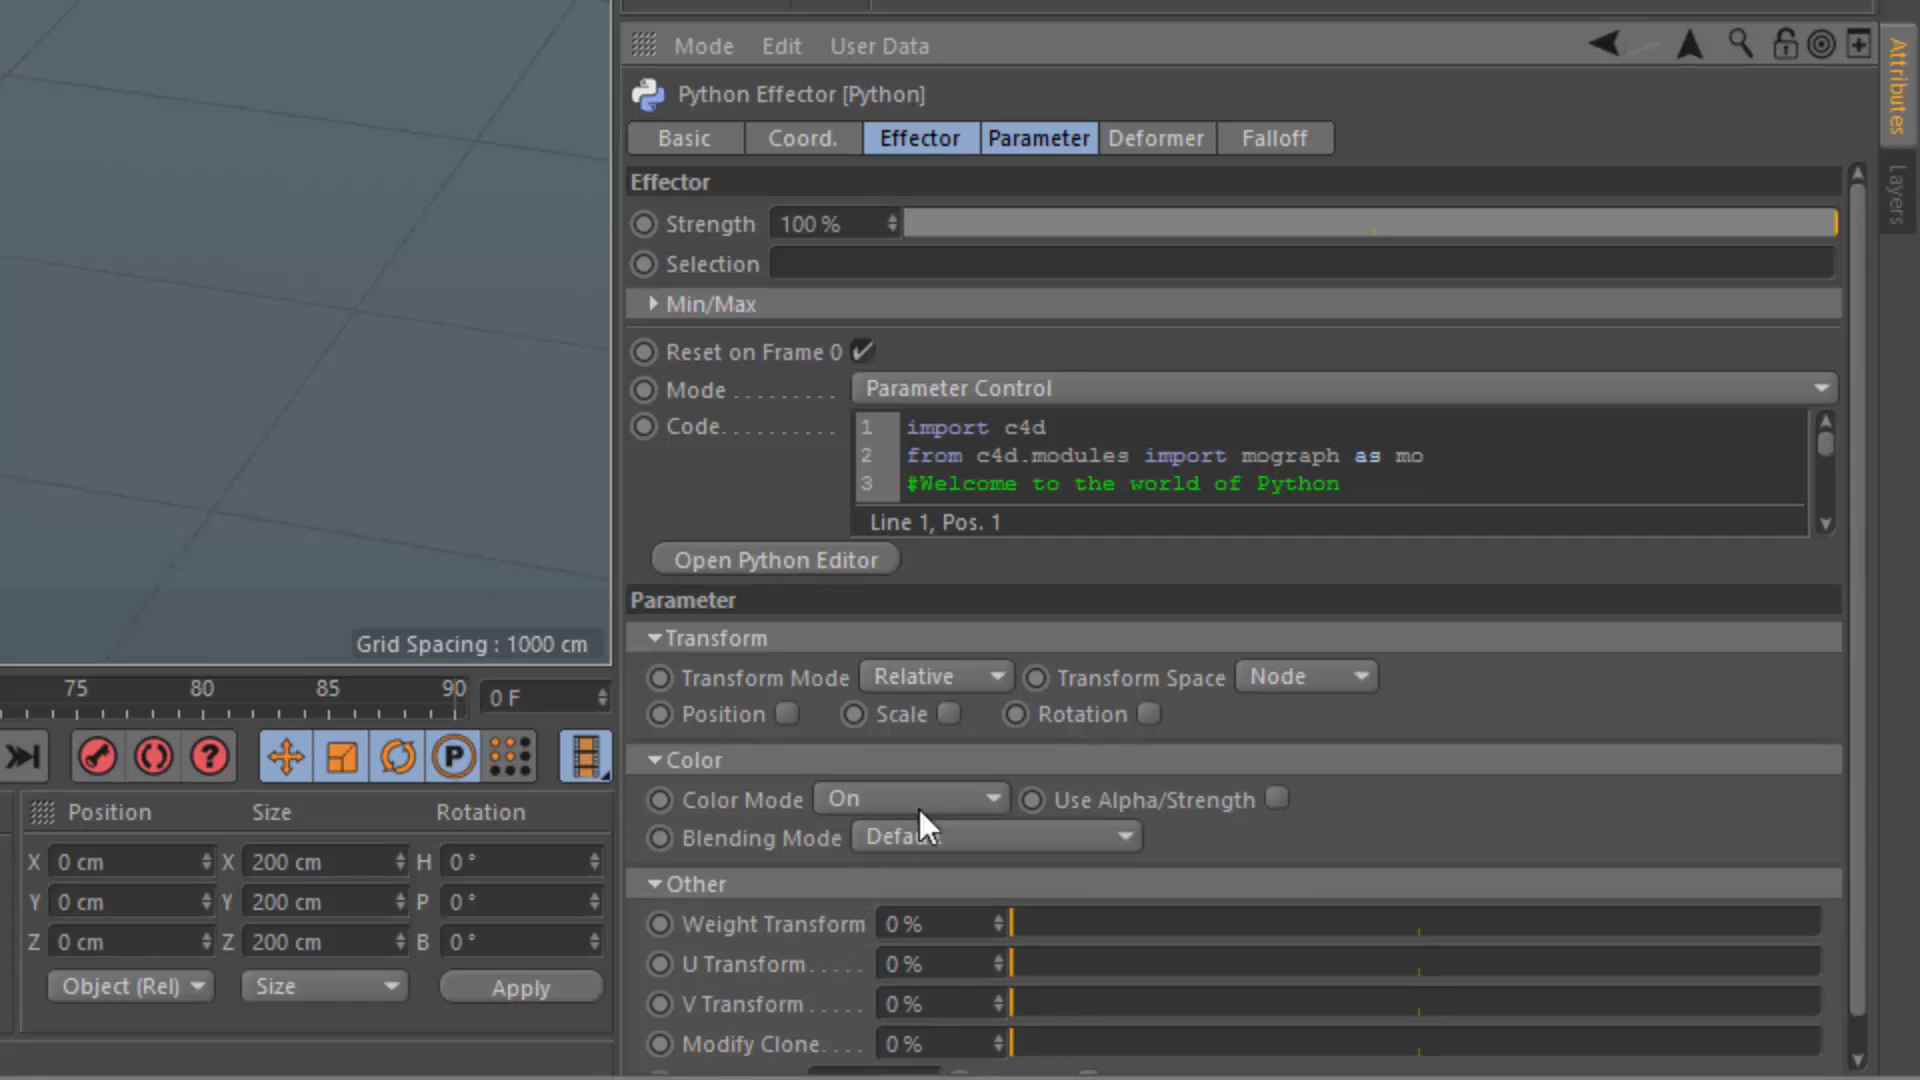 Mode Edit User Data
Python Effector [Python]
Basic Coord. Effector Parameter Deformer Falloff
Attributes
Layers
Effector
Strength 100 %
Selection
Min/Max
Reset on Frame 0
Mode . . . . . . . . . Parameter Control
Code. . . . . . . . . .
1 import c4d
2 from c4d.modules import mograph as mo
3 #Welcome to the world of Python
Line 1, Pos. 1
Open Python Editor
Parameter
Transform
Transform Mode Relative Transform Space Node
Position Scale Rotation
Color
Color Mode On Use Alpha/Strength
Blending Mode
Other
Weight Transform 0 %
U Transform. . . . . 0 %
V Transform . . . . . 0 %
Modify Clone. . . . 0 %
Grid Spacing : 1000 cm
75 80 85 90 0 F
P
Position Size Rotation
X 0 cm X 200 cm H 0 °
Y 0 cm Y 200 cm P 0 °
Z 0 cm Z 200 cm B 0 °
Object (Rel) Size Apply